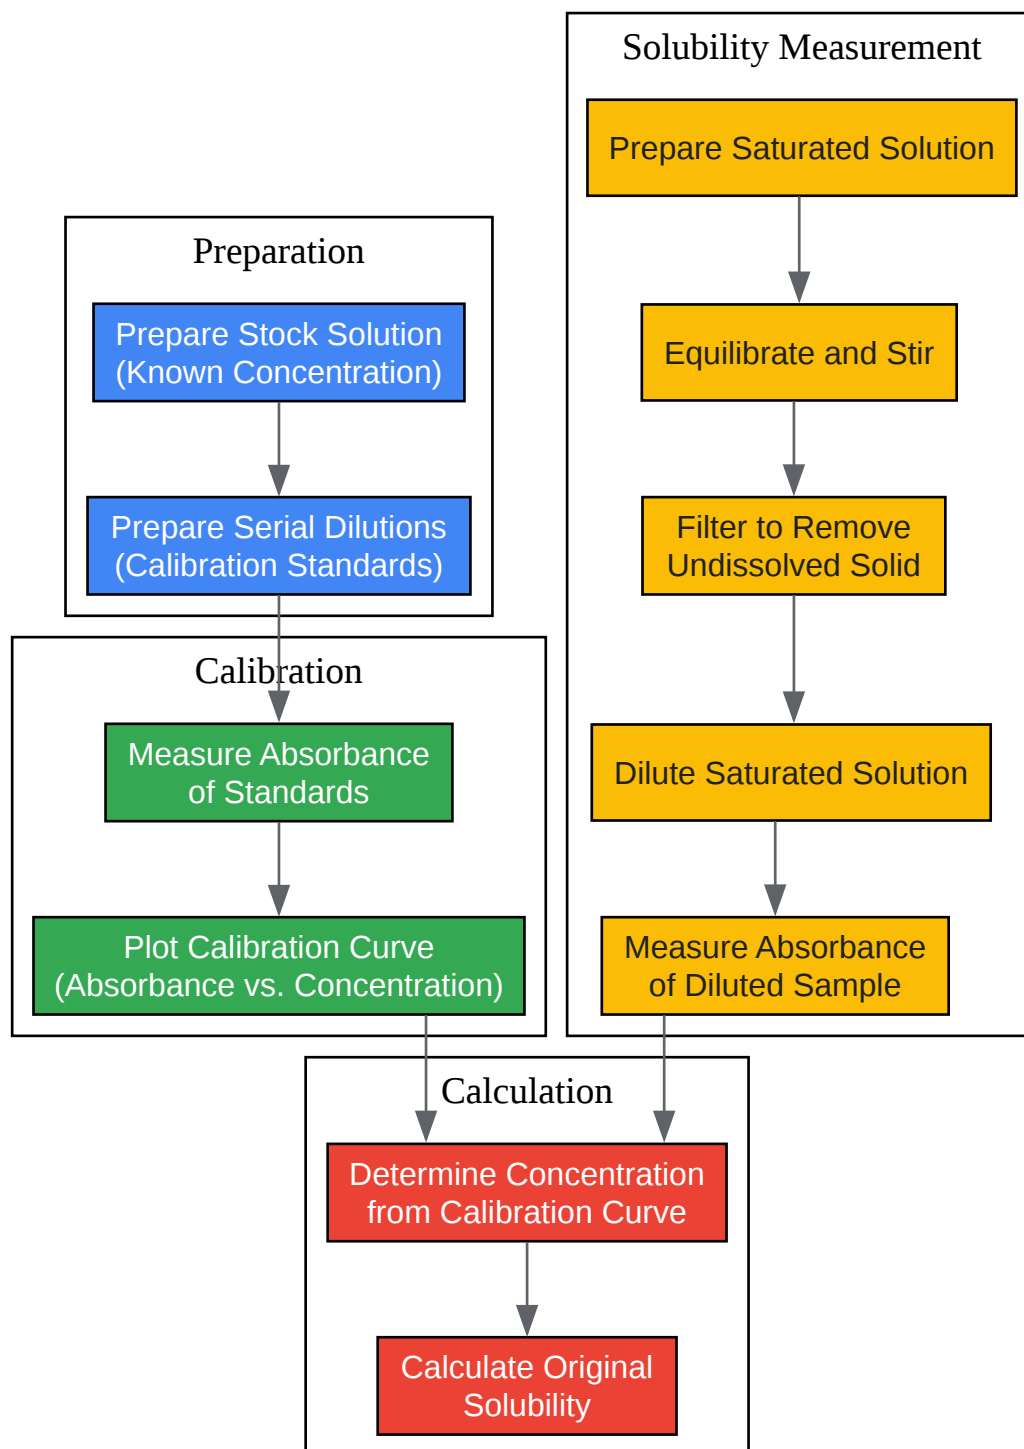 Solubility Measurement
Prepare Saturated Solution
Equilibrate and Stir
Filter to Remove
Undissolved Solid
Dilute Saturated Solution
Measure Absorbance
of Diluted Sample
Preparation
Prepare Stock Solution
(Known Concentration)
Prepare Serial Dilutions
(Calibration Standards)
Calibration
Measure Absorbance
of Standards
Plot Calibration Curve
(Absorbance vs. Concentration)
Calculation
Determine Concentration
from Calibration Curve
Calculate Original
Solubility